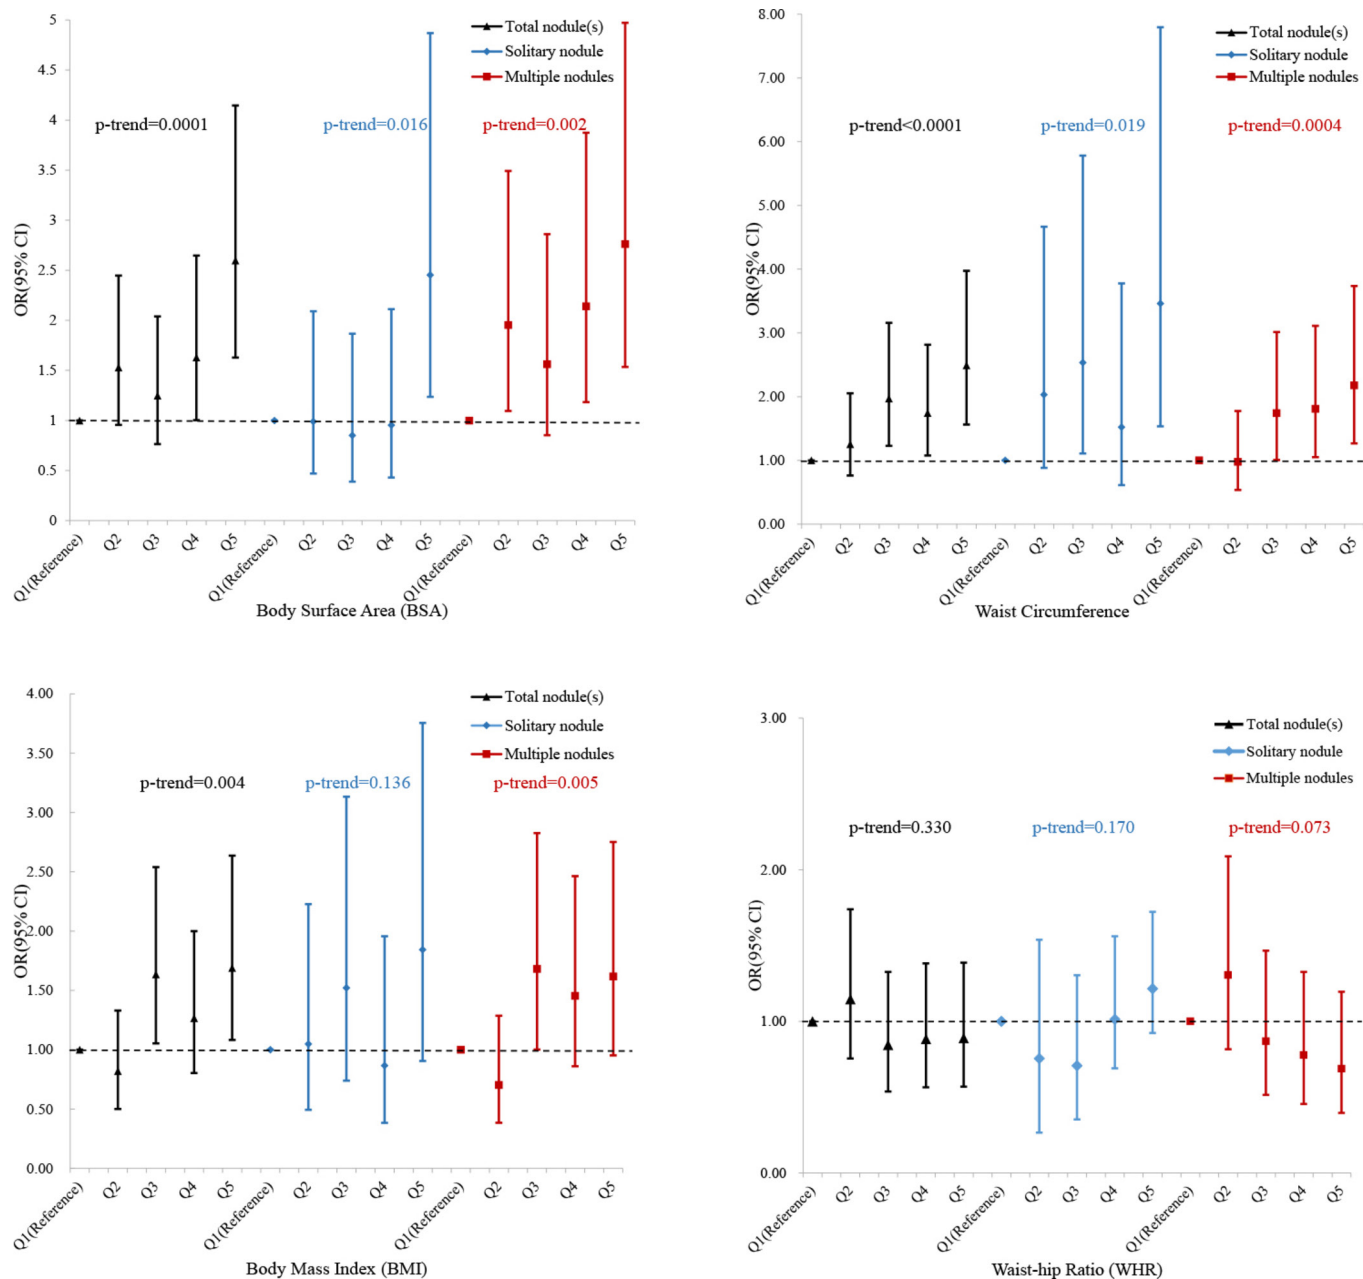 Total nodule(s)
Solitary nodule
Multiple nodules
p-trend=0.0001
p-trend=0.016
p-trend=0.002
OR(95% CI)
5
4.5
4
3.5
3
2.5
2
1.5
1
0.5
0
Q1(Reference)
Q2
Q3
Q4
Q5
Q1(Reference)
Q2
Q3
Q4
Q5
Q1(Reference)
Q2
Q3
Q4
Q5
Body Surface Area (BSA)
Total nodule(s)
Solitary nodule
Multiple nodules
p-trend<0.0001
p-trend=0.019
p-trend=0.0004
OR(95% CI)
8.00
7.00
6.00
5.00
4.00
3.00
2.00
1.00
0.00
Q1(Reference)
Q2
Q3
Q4
Q5
Q1(Reference)
Q2
Q3
Q4
Q5
Q1(Reference)
Q2
Q3
Q4
Q5
Waist Circumference
Total nodule(s)
Solitary nodule
Multiple nodules
p-trend=0.004
p-trend=0.136
p-trend=0.005
OR(95% CI)
4.00
3.50
3.00
2.50
2.00
1.50
1.00
0.50
0.00
Q1(Reference)
Q2
Q3
Q4
Q5
Q1(Reference)
Q2
Q3
Q4
Q5
Q1(Reference)
Q2
Q3
Q4
Q5
Body Mass Index (BMI)
Total nodule(s)
Solitary nodule
Multiple nodules
p-trend=0.330
p-trend=0.170
p-trend=0.073
OR(95% CI)
3.00
2.00
1.00
0.00
Q1(Reference)
Q2
Q3
Q4
Q5
Q1(Reference)
Q2
Q3
Q4
Q5
Q1(Reference)
Q2
Q3
Q4
Q5
Waist-hip Ratio (WHR)